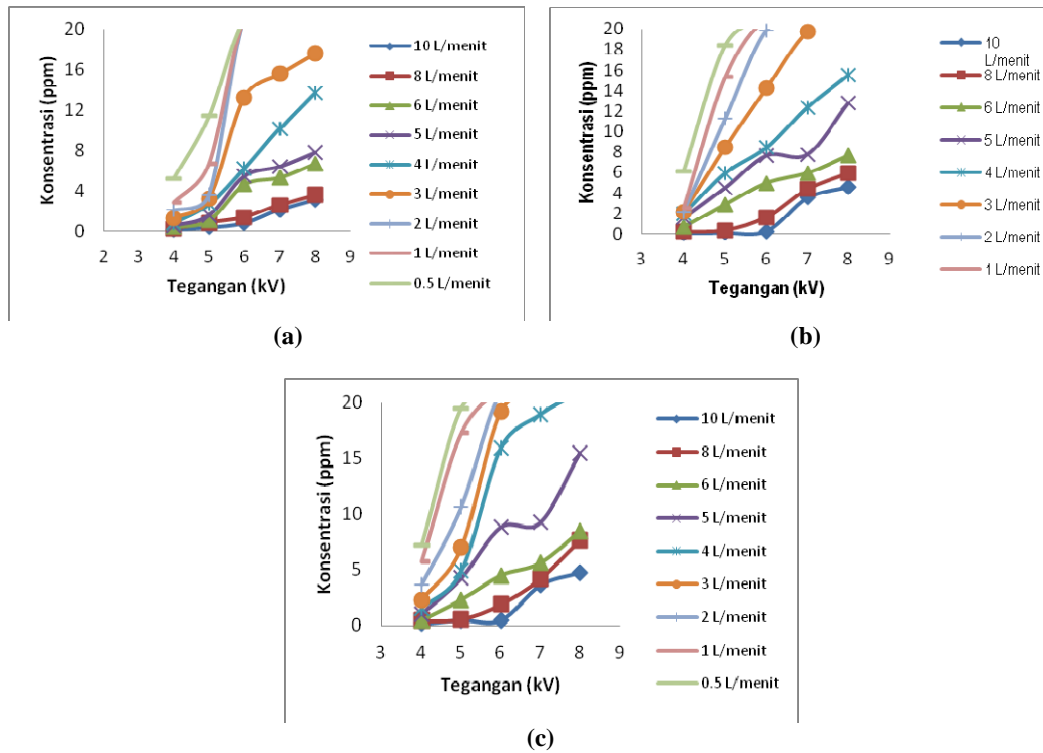 Konsentrasi (ppm)
20
16
12
8
4
0
2 3 4 5 6 7 8 9
Tegangan (kV)
10 L/menit
8 L/menit
6 L/menit
5 L/menit
4 L/menit
3 L/menit
2 L/menit
1 L/menit
0.5 L/menit
(a)
Konsentrasi (ppm)
20
18
16
14
12
10
8
6
4
2
0
3 4 5 6 7 8 9
Tegangan (kV)
10
L/menit
8 L/menit
6 L/menit
5 L/menit
4 L/menit
3 L/menit
2 L/menit
1 L/menit
(b)
Konsentrasi (ppm)
20
15
10
5
0
3 4 5 6 7 8 9
Tegangan (kV)
10 L/menit
8 L/menit
6 L/menit
5 L/menit
4 L/menit
3 L/menit
2 L/menit
1 L/menit
0.5 L/menit
(c)